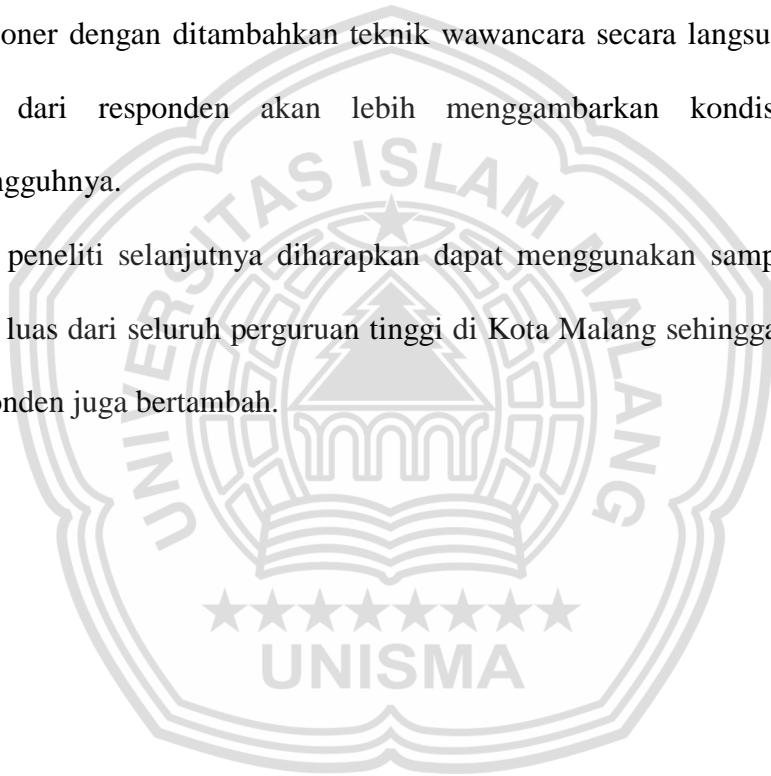 oner dengan ditambahkan teknik wawancara secara langsu
dari responden akan lebih menggambarkan kondis
ngguhnya.
peneliti selanjutnya diharapkan dapat menggunakan samp
luas dari seluruh perguruan tinggi di Kota Malang sehingga
onden juga bertambah.
UNIVERSITAS ISLAM MALANG
UNISMA